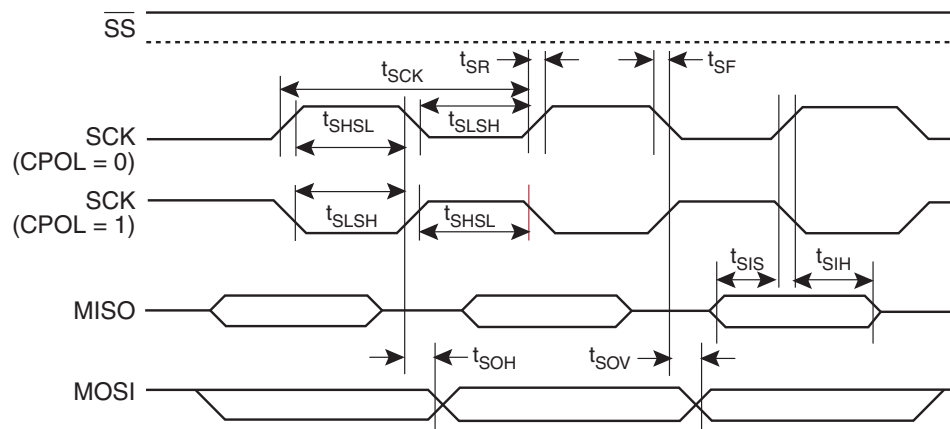 SS
tSCK
tSR
tSF
SCK
(CPOL = 0)
tSHSL
tSLSH
SCK
(CPOL = 1)
tSLSH
tSHSL
tSIS
tSIH
MISO
tSOH
tSOV
MOSI